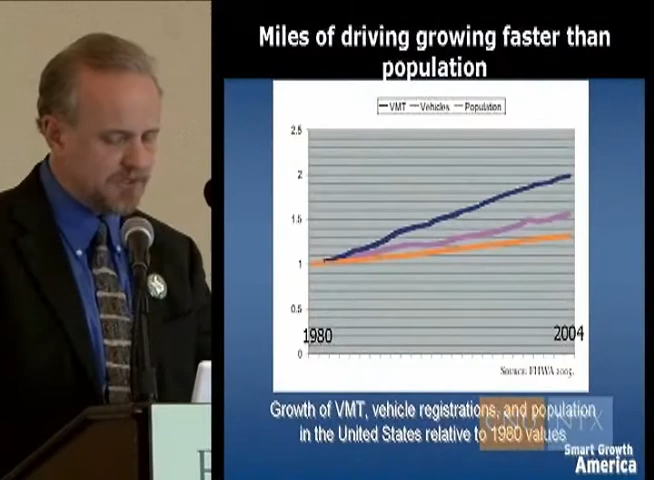 Miles of driving growing faster than
population
VMT Vehicles Population
2.5
2
1.5
1
0.5
0
1980
2004
Source: FHWA 2005.
Growth of VMT, vehicle registrations, and population
in the United States relative to 1980 values
CNU NYX
Smart Growth
America